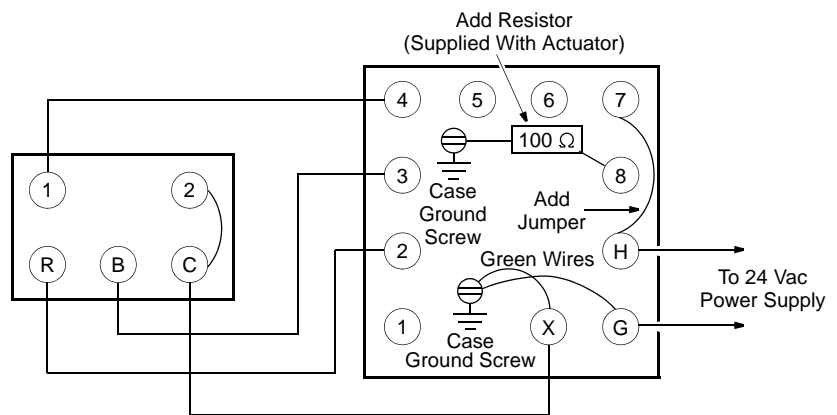 Add Resistor
(Supplied With Actuator)
4 5 6 7
100 Ω
1 2
3
8
Case
Ground
Screw
Add
Jumper
R B C
2
H
Green Wires
To 24 Vac
Power Supply
1
X
G
Case
Ground Screw